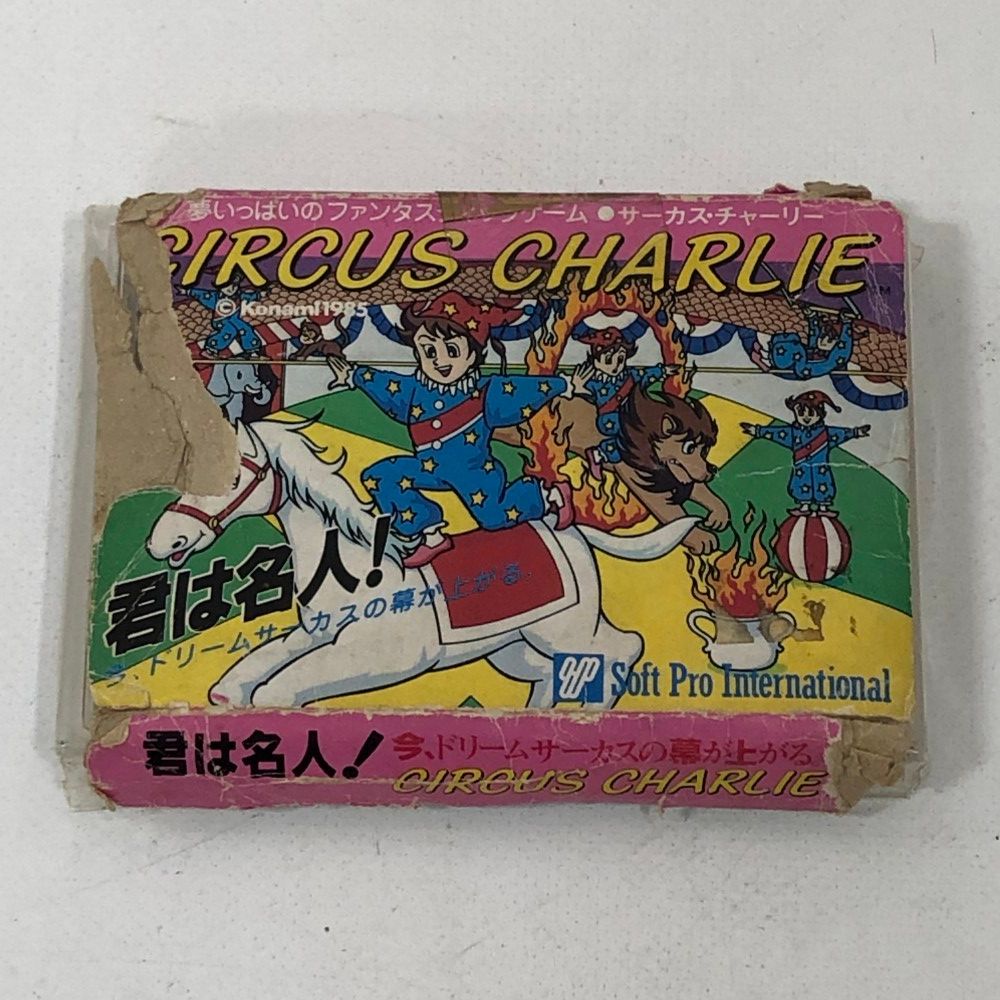 夢いっぱいのファンタス ゲーム●サーカス・チャーリー
CIRCUS CHARLIE
© Konami 1985
君は名人!
今、ドリームサーカスの幕が上がる。
Soft Pro International
君は名人!
今、ドリームサーカスの幕が上がる
CIRCUS CHARLIE